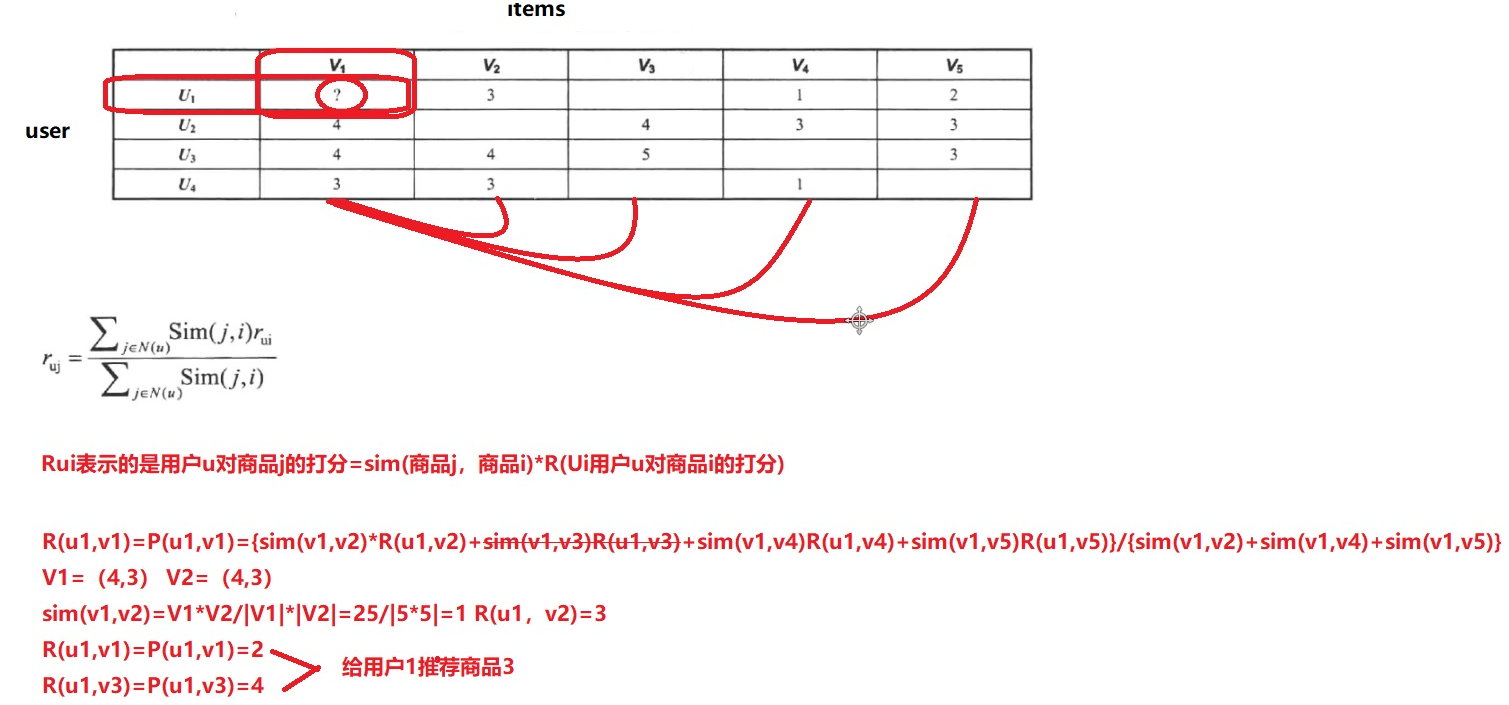 items
V1 V2 V3 V4 V5
U1 ? 3 1 2
user
U2 4 4 3 3
U3 4 4 5 3
U4 3 3 1
ruj = ∑j∈N(u) Sim(j,i)rui / ∑j∈N(u) Sim(j,i)
Rui表示的是用户u对商品j的打分=sim(商品j，商品i)*R(Ui用户u对商品i的打分)
R(u1,v1)=P(u1,v1)={sim(v1,v2)*R(u1,v2)+sim(v1,v3)R(u1,v3)+sim(v1,v4)R(u1,v4)+sim(v1,v5)R(u1,v5)}/{sim(v1,v2)+sim(v1,v4)+sim(v1,v5)}
V1=（4,3） V2=（4,3）
sim(v1,v2)=V1*V2/|V1|*|V2|=25/|5*5|=1 R(u1，v2)=3
R(u1,v1)=P(u1,v1)=2
给用户1推荐商品3
R(u1,v3)=P(u1,v3)=4